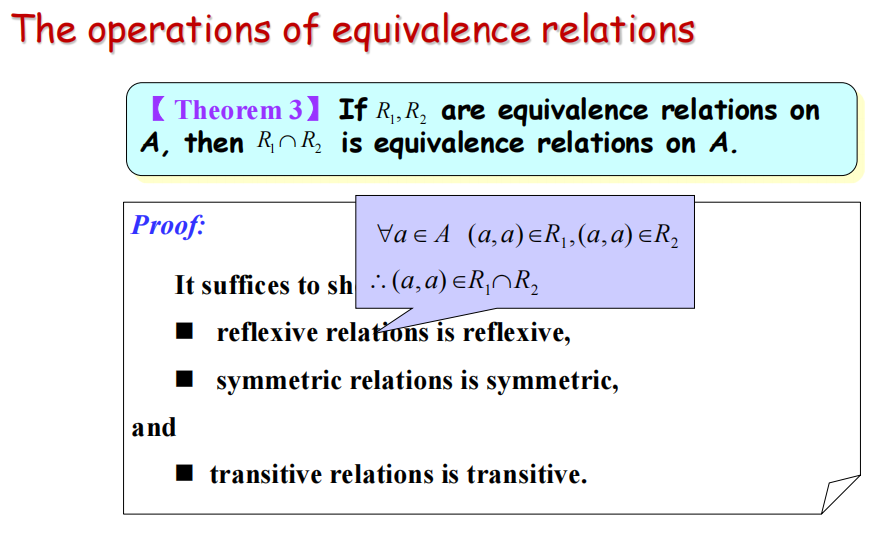 The operations of equivalence relations
【 Theorem 3】 If R₁,R₂ are equivalence relations on
A, then R₁∩R₂ is equivalence relations on A.
Proof:
∀a∈A (a,a)∈R₁,(a,a)∈R₂
∴(a,a)∈R₁∩R₂
It suffices to sh
■ reflexive relations is reflexive,
■ symmetric relations is symmetric,
and
■ transitive relations is transitive.